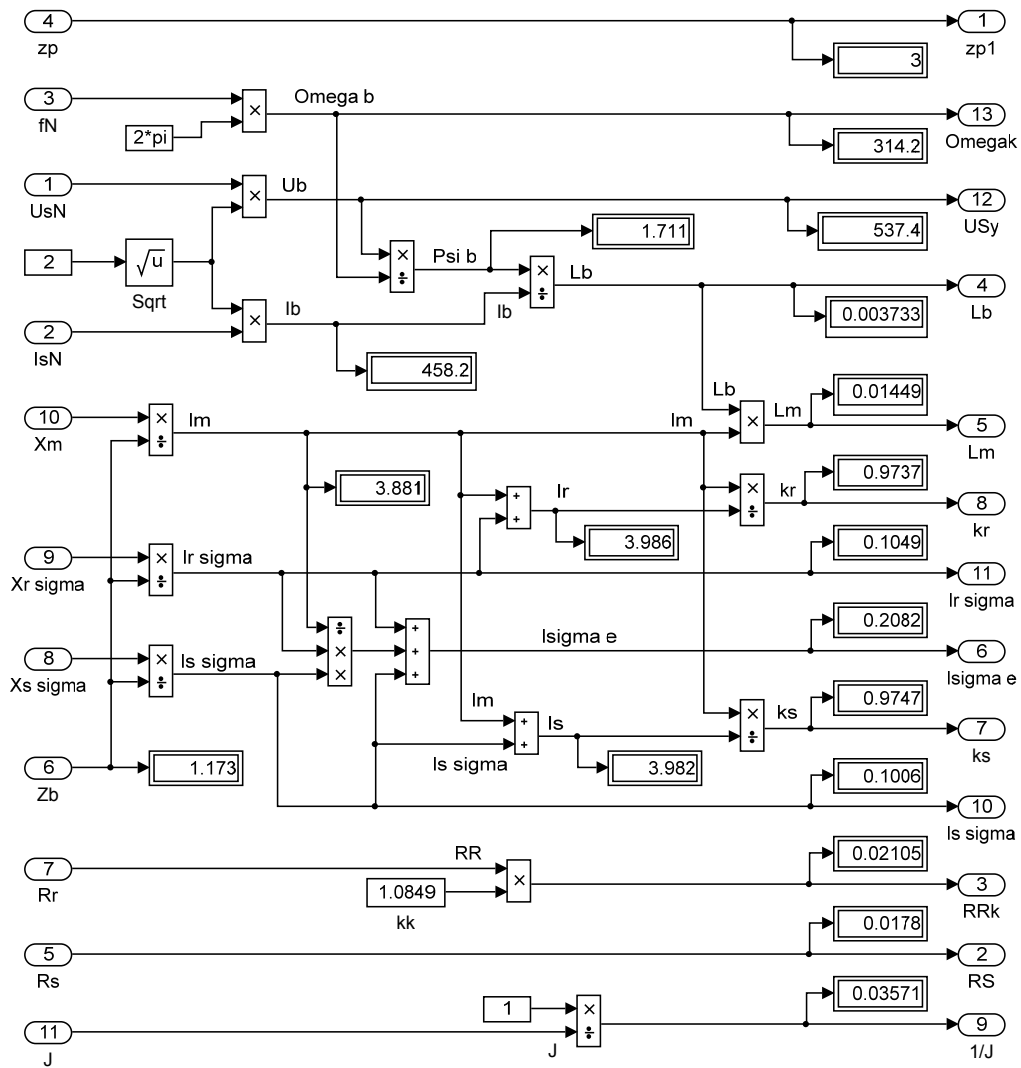 4
zp
1
zp1
3
3
fN
2*pi
×
Omega b
13
Omegak
314.2
1
UsN
×
Ub
12
USy
537.4
2
√u
Sqrt
×
÷
Psi b
1.711
×
÷
Lb
Ib
4
Lb
0.003733
2
IsN
×
Ib
458.2
10
Xm
×
÷
lm
3.881
lm
Lb
×
Lm
0.01449
5
Lm
+
+
lr
3.986
×
÷
kr
0.9737
8
kr
9
Xr sigma
×
÷
lr sigma
0.1049
11
lr sigma
8
Xs sigma
×
÷
ls sigma
÷
×
×
+
+
+
lsigma e
0.2082
6
lsigma e
lm
+
+
ls
ls sigma
3.982
×
÷
ks
0.9747
7
ks
6
Zb
1.173
0.1006
10
ls sigma
7
Rr
RR
1.0849
kk
×
0.02105
3
RRk
5
Rs
0.0178
2
RS
11
J
1
J
×
÷
0.03571
9
1/J